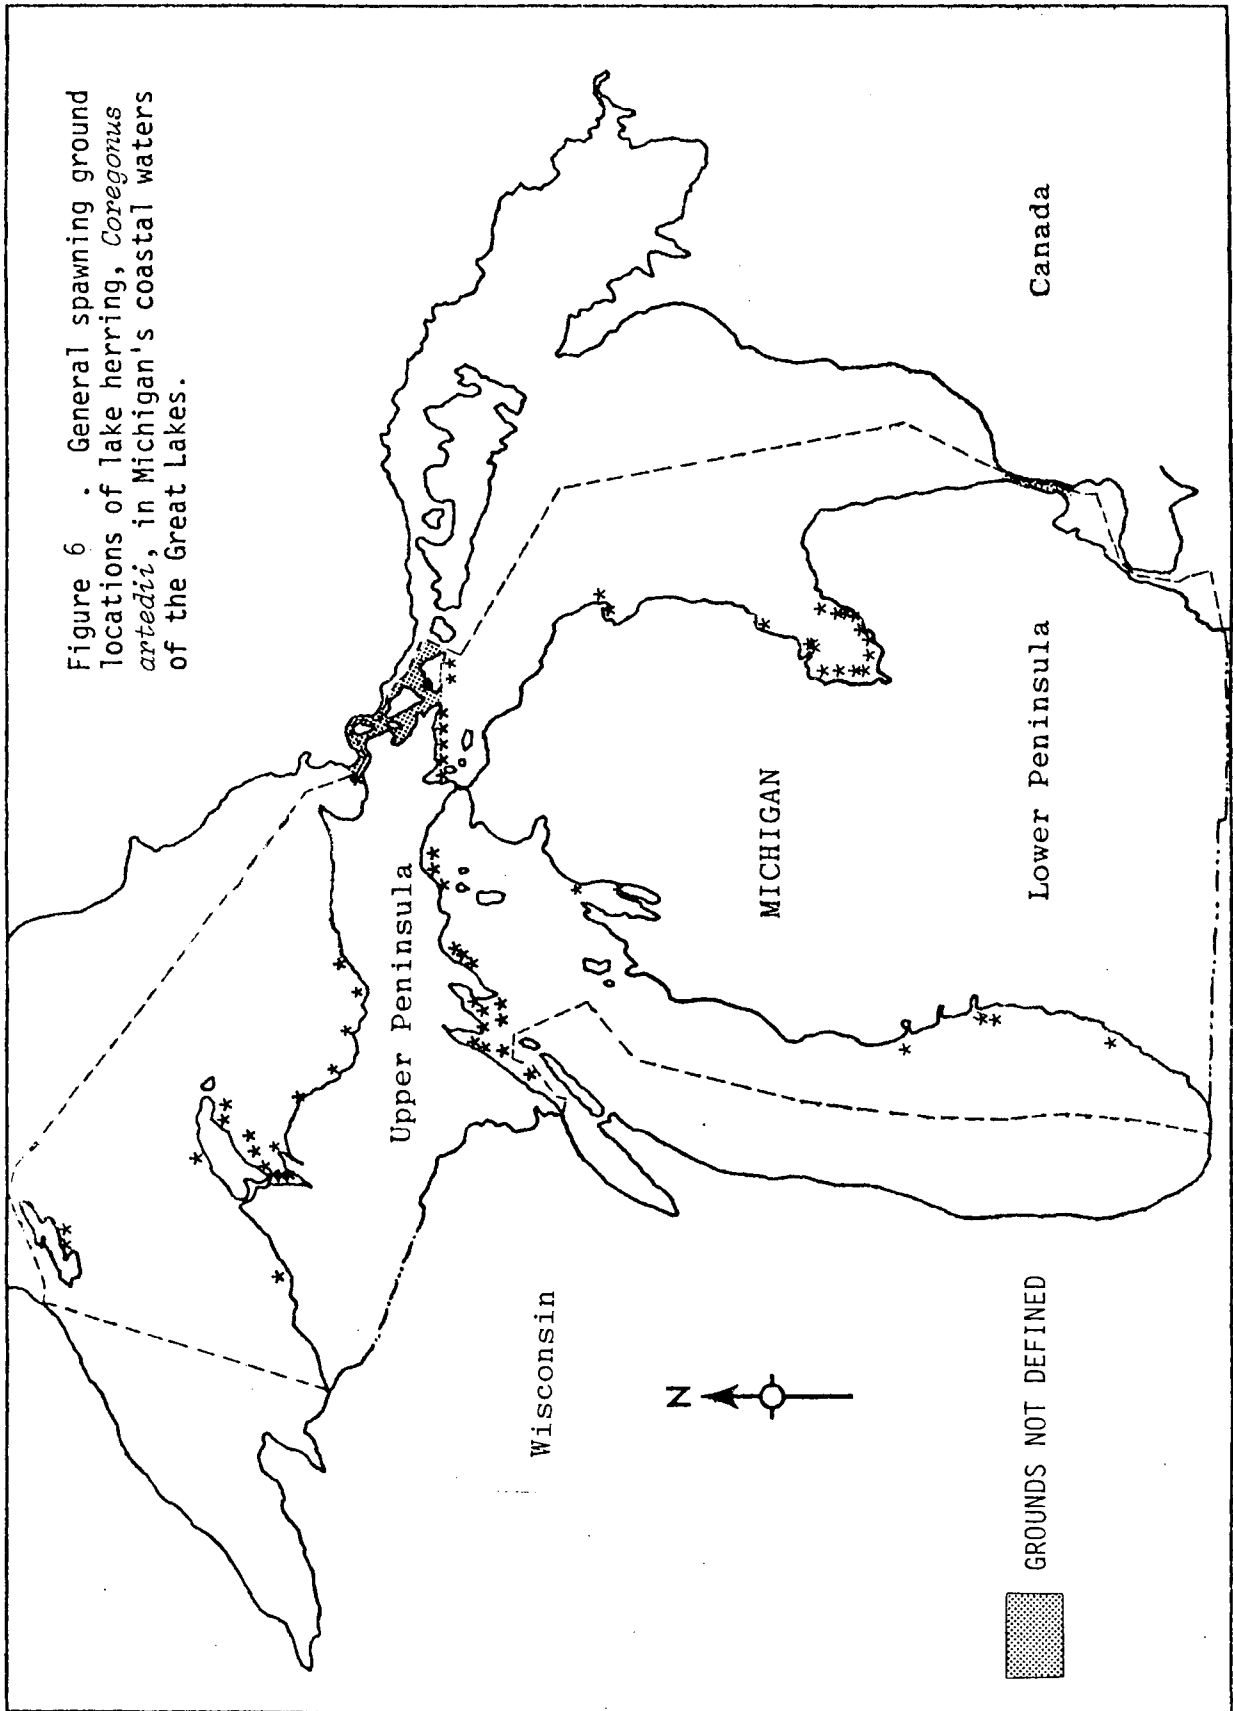 Figure 6 . General spawning ground
locations of lake herring, Coregonus
artedii, in Michigan's coastal waters
of the Great Lakes.
Upper Peninsula
Wisconsin
MICHIGAN
Lower Peninsula
Canada
N
GROUNDS NOT DEFINED